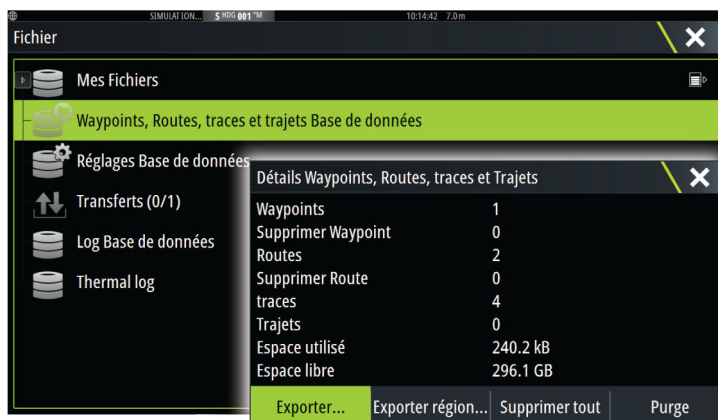 SIMULATION... S HDG 001 °M 10:14:42 7.0 m
Fichier
Mes Fichiers
Waypoints, Routes, traces et trajets Base de données
Réglages Base de données
Transferts (0/1)
Log Base de données
Thermal log
Détails Waypoints, Routes, traces et Trajets
Waypoints 1
Supprimer Waypoint 0
Routes 2
Supprimer Route 0
traces 4
Trajets 0
Espace utilisé 240.2 kB
Espace libre 296.1 GB
Exporter... Exporter région... Supprimer tout Purge